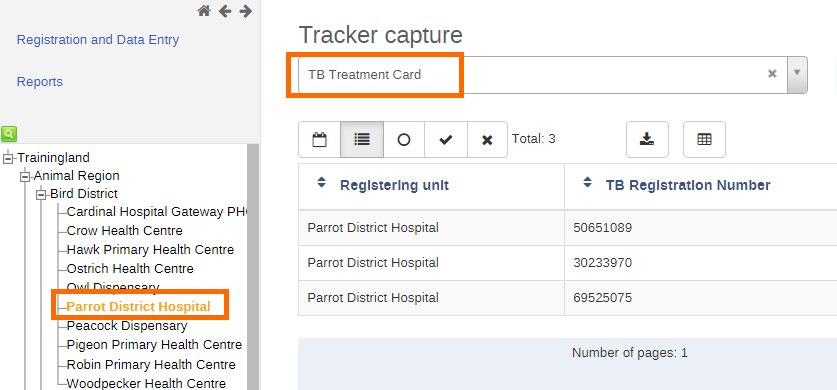 Registration and Data Entry
Reports
Trainingland
Animal Region
Bird District
Cardinal Hospital Gateway PH
Crow Health Centre
Hawk Primary Health Centre
Ostrich Health Centre
Owl Dispensary
Parrot District Hospital
Peacock Dispensary
Pigeon Primary Health Centre
Robin Primary Health Centre
Woodpecker Health Centre
Tracker capture
TB Treatment Card
Total: 3
Registering unit TB Registration Number
Parrot District Hospital 50651089
Parrot District Hospital 30233970
Parrot District Hospital 69525075
Number of pages: 1